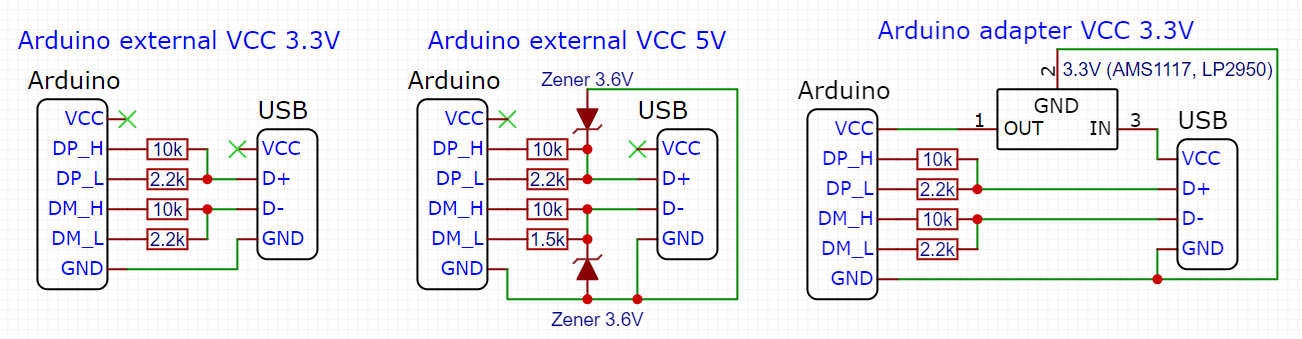 Arduino external VCC 3.3V
Arduino
VCC
DP_H 10k
DP_L 2.2k
DM_H 10k
DM_L 2.2k
GND
USB
VCC
D+
D-
GND
Arduino external VCC 5V
Arduino
Zener 3.6V
VCC
DP_H 10k
DP_L 2.2k
DM_H 10k
DM_L 1.5k
GND
USB
VCC
D+
D-
GND
Zener 3.6V
Arduino adapter VCC 3.3V
2 3.3V (AMS1117, LP2950)
GND
1 OUT IN 3
Arduino
VCC
DP_H 10k
DP_L 2.2k
DM_H 10k
DM_L 2.2k
GND
USB
VCC
D+
D-
GND